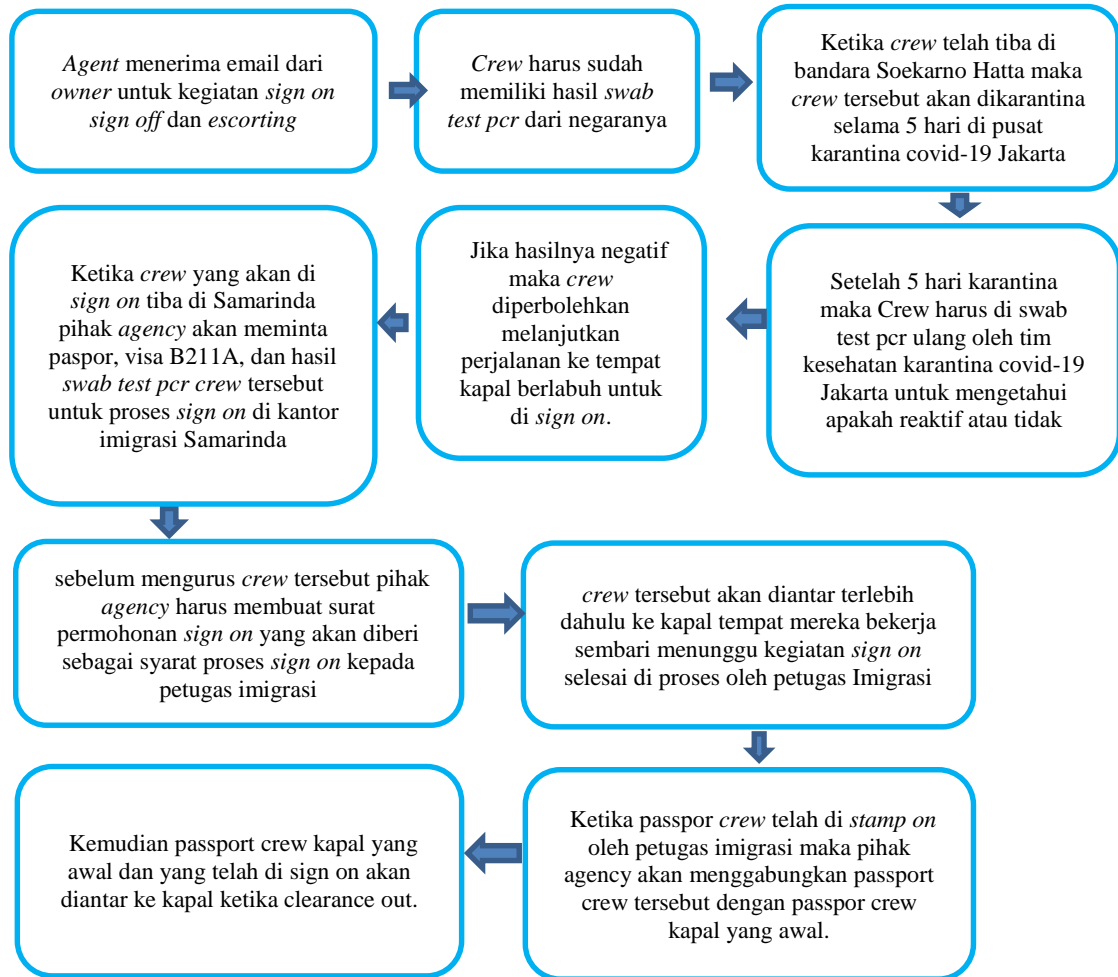 Agent menerima email dari
owner untuk kegiatan sign on
sign off dan escorting
Crew harus sudah
memiliki hasil swab
test pcr dari negaranya
Ketika crew telah tiba di
bandara Soekarno Hatta maka
crew tersebut akan dikarantina
selama 5 hari di pusat
karantina covid-19 Jakarta
Setelah 5 hari karantina
maka Crew harus di swab
test pcr ulang oleh tim
kesehatan karantina covid-19
Jakarta untuk mengetahui
apakah reaktif atau tidak
Jika hasilnya negatif
maka crew
diperbolehkan
melanjutkan
perjalanan ke tempat
kapal berlabuh untuk
di sign on.
Ketika crew yang akan di
sign on tiba di Samarinda
pihak agency akan meminta
paspor, visa B211A, dan hasil
swab test pcr crew tersebut
untuk proses sign on di kantor
imigrasi Samarinda
sebelum mengurus crew tersebut pihak
agency harus membuat surat
permohonan sign on yang akan diberi
sebagai syarat proses sign on kepada
petugas imigrasi
crew tersebut akan diantar terlebih
dahulu ke kapal tempat mereka bekerja
sembari menunggu kegiatan sign on
selesai di proses oleh petugas Imigrasi
Ketika passpor crew telah di stamp on
oleh petugas imigrasi maka pihak
agency akan menggabungkan passport
crew tersebut dengan passpor crew
kapal yang awal.
Kemudian passport crew kapal yang
awal dan yang telah di sign on akan
diantar ke kapal ketika clearance out.